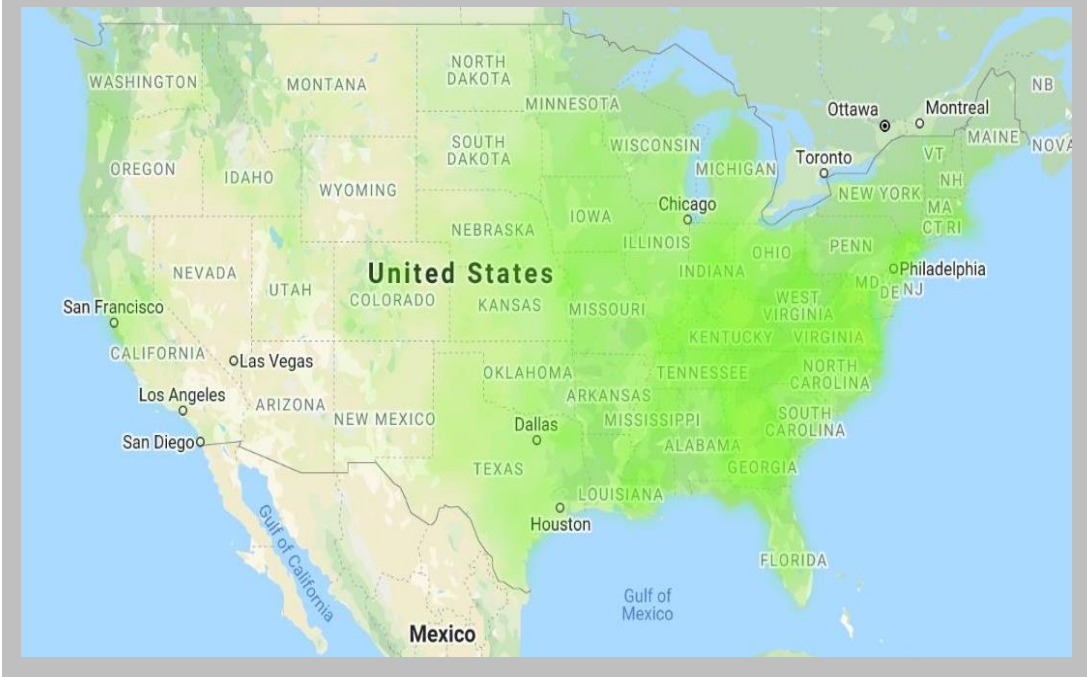 WASHINGTON
MONTANA
NORTH
DAKOTA
MINNESOTA
Ottawa
Montreal
NB
MAINE
NOVA
OREGON
IDAHO
WYOMING
SOUTH
DAKOTA
WISCONSIN
MICHIGAN
Toronto
VT
NH
NEW YORK
MA
CT RI
NEBRASKA
IOWA
Chicago
ILLINOIS
INDIANA
OHIO
PENN
Philadelphia
MD
DE
NJ
NEVADA
UTAH
United States
COLORADO
KANSAS
MISSOURI
WEST
VIRGINIA
KENTUCKY
VIRGINIA
San Francisco
CALIFORNIA
Las Vegas
Los Angeles
ARIZONA
NEW MEXICO
OKLAHOMA
ARKANSAS
TENNESSEE
NORTH
CAROLINA
San Diego
Dallas
MISSISSIPPI
ALABAMA
SOUTH
CAROLINA
GEORGIA
TEXAS
LOUISIANA
Houston
FLORIDA
Gulf of California
Gulf of
Mexico
Mexico